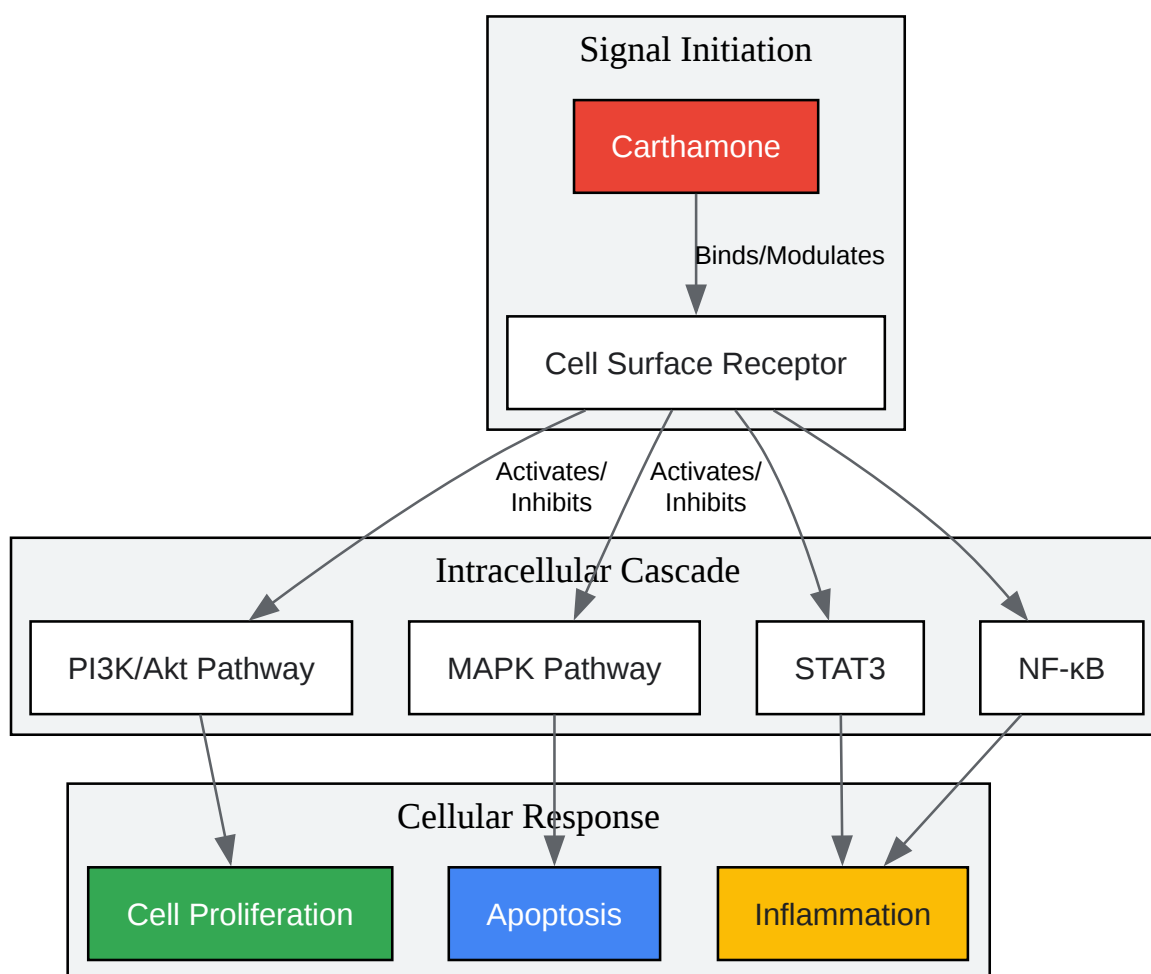 Signal Initiation
Carthamone
Binds/Modulates
Cell Surface Receptor
Activates/
Inhibits
Activates/
Inhibits
Intracellular Cascade
PI3K/Akt Pathway
MAPK Pathway
STAT3
NF-κB
Cellular Response
Cell Proliferation
Apoptosis
Inflammation